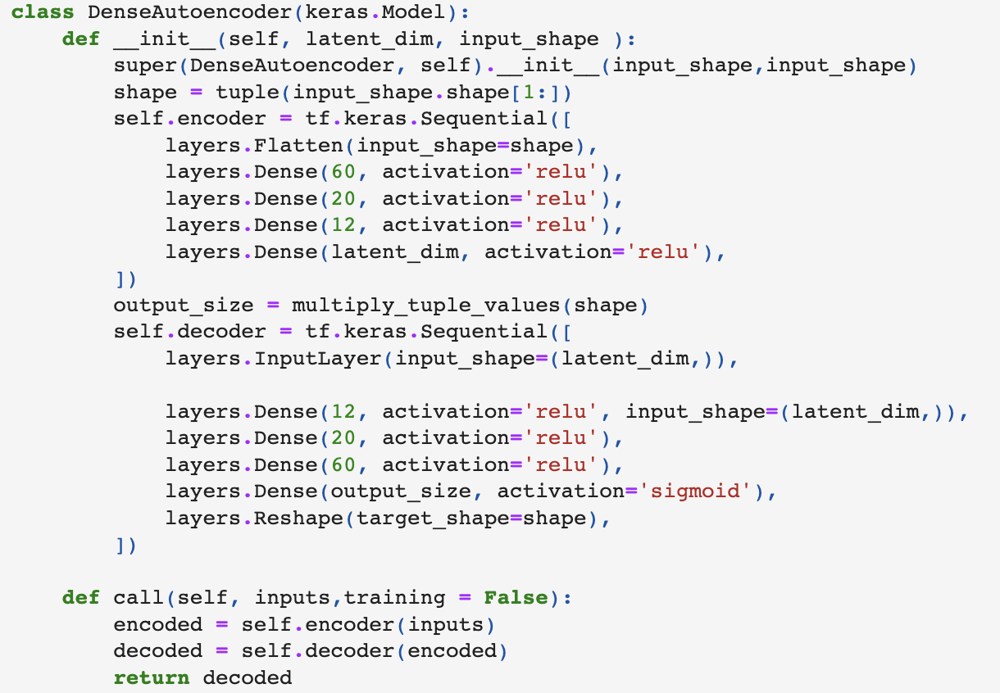 class DenseAutoencoder(keras.Model):
    def __init__(self, latent_dim, input_shape ):
        super(DenseAutoencoder, self).__init__(input_shape,input_shape)
        shape = tuple(input_shape.shape[1:])
        self.encoder = tf.keras.Sequential([
            layers.Flatten(input_shape=shape),
            layers.Dense(60, activation='relu'),
            layers.Dense(20, activation='relu'),
            layers.Dense(12, activation='relu'),
            layers.Dense(latent_dim, activation='relu'),
        ])
        output_size = multiply_tuple_values(shape)
        self.decoder = tf.keras.Sequential([
            layers.InputLayer(input_shape=(latent_dim,)),

            layers.Dense(12, activation='relu', input_shape=(latent_dim,)),
            layers.Dense(20, activation='relu'),
            layers.Dense(60, activation='relu'),
            layers.Dense(output_size, activation='sigmoid'),
            layers.Reshape(target_shape=shape),
        ])

    def call(self, inputs,training = False):
        encoded = self.encoder(inputs)
        decoded = self.decoder(encoded)
        return decoded